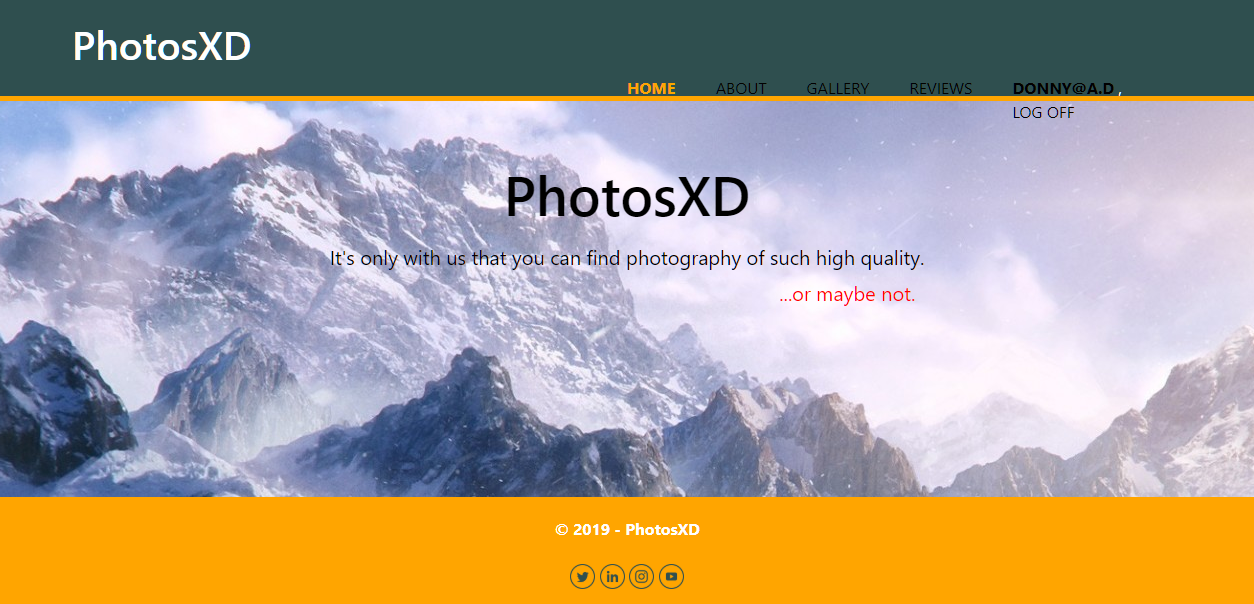 PhotosXD
HOME ABOUT GALLERY REVIEWS DONNY@A.D ,
LOG OFF
PhotosXD
It's only with us that you can find photography of such high quality.
...or maybe not.
© 2019 - PhotosXD
in